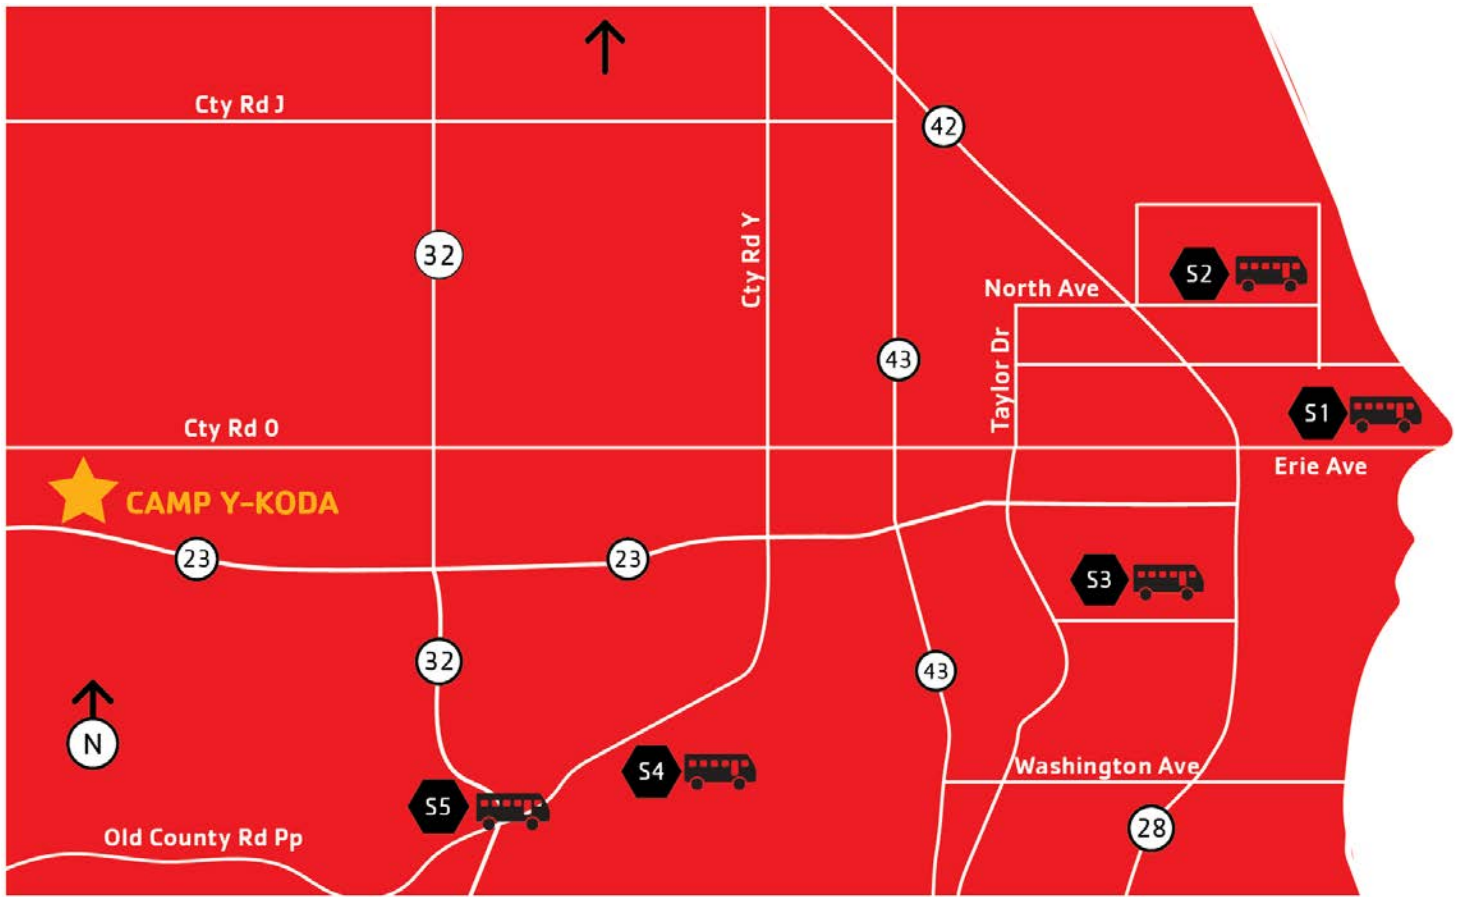 Cty Rd J
42
Cty Rd Y
32
S2
North Ave
43
Taylor Dr
S1
Cty Rd O
Erie Ave
CAMP Y-KODA
23
23
S3
32
43
N
S4
Washington Ave
S5
28
Old County Rd Pp